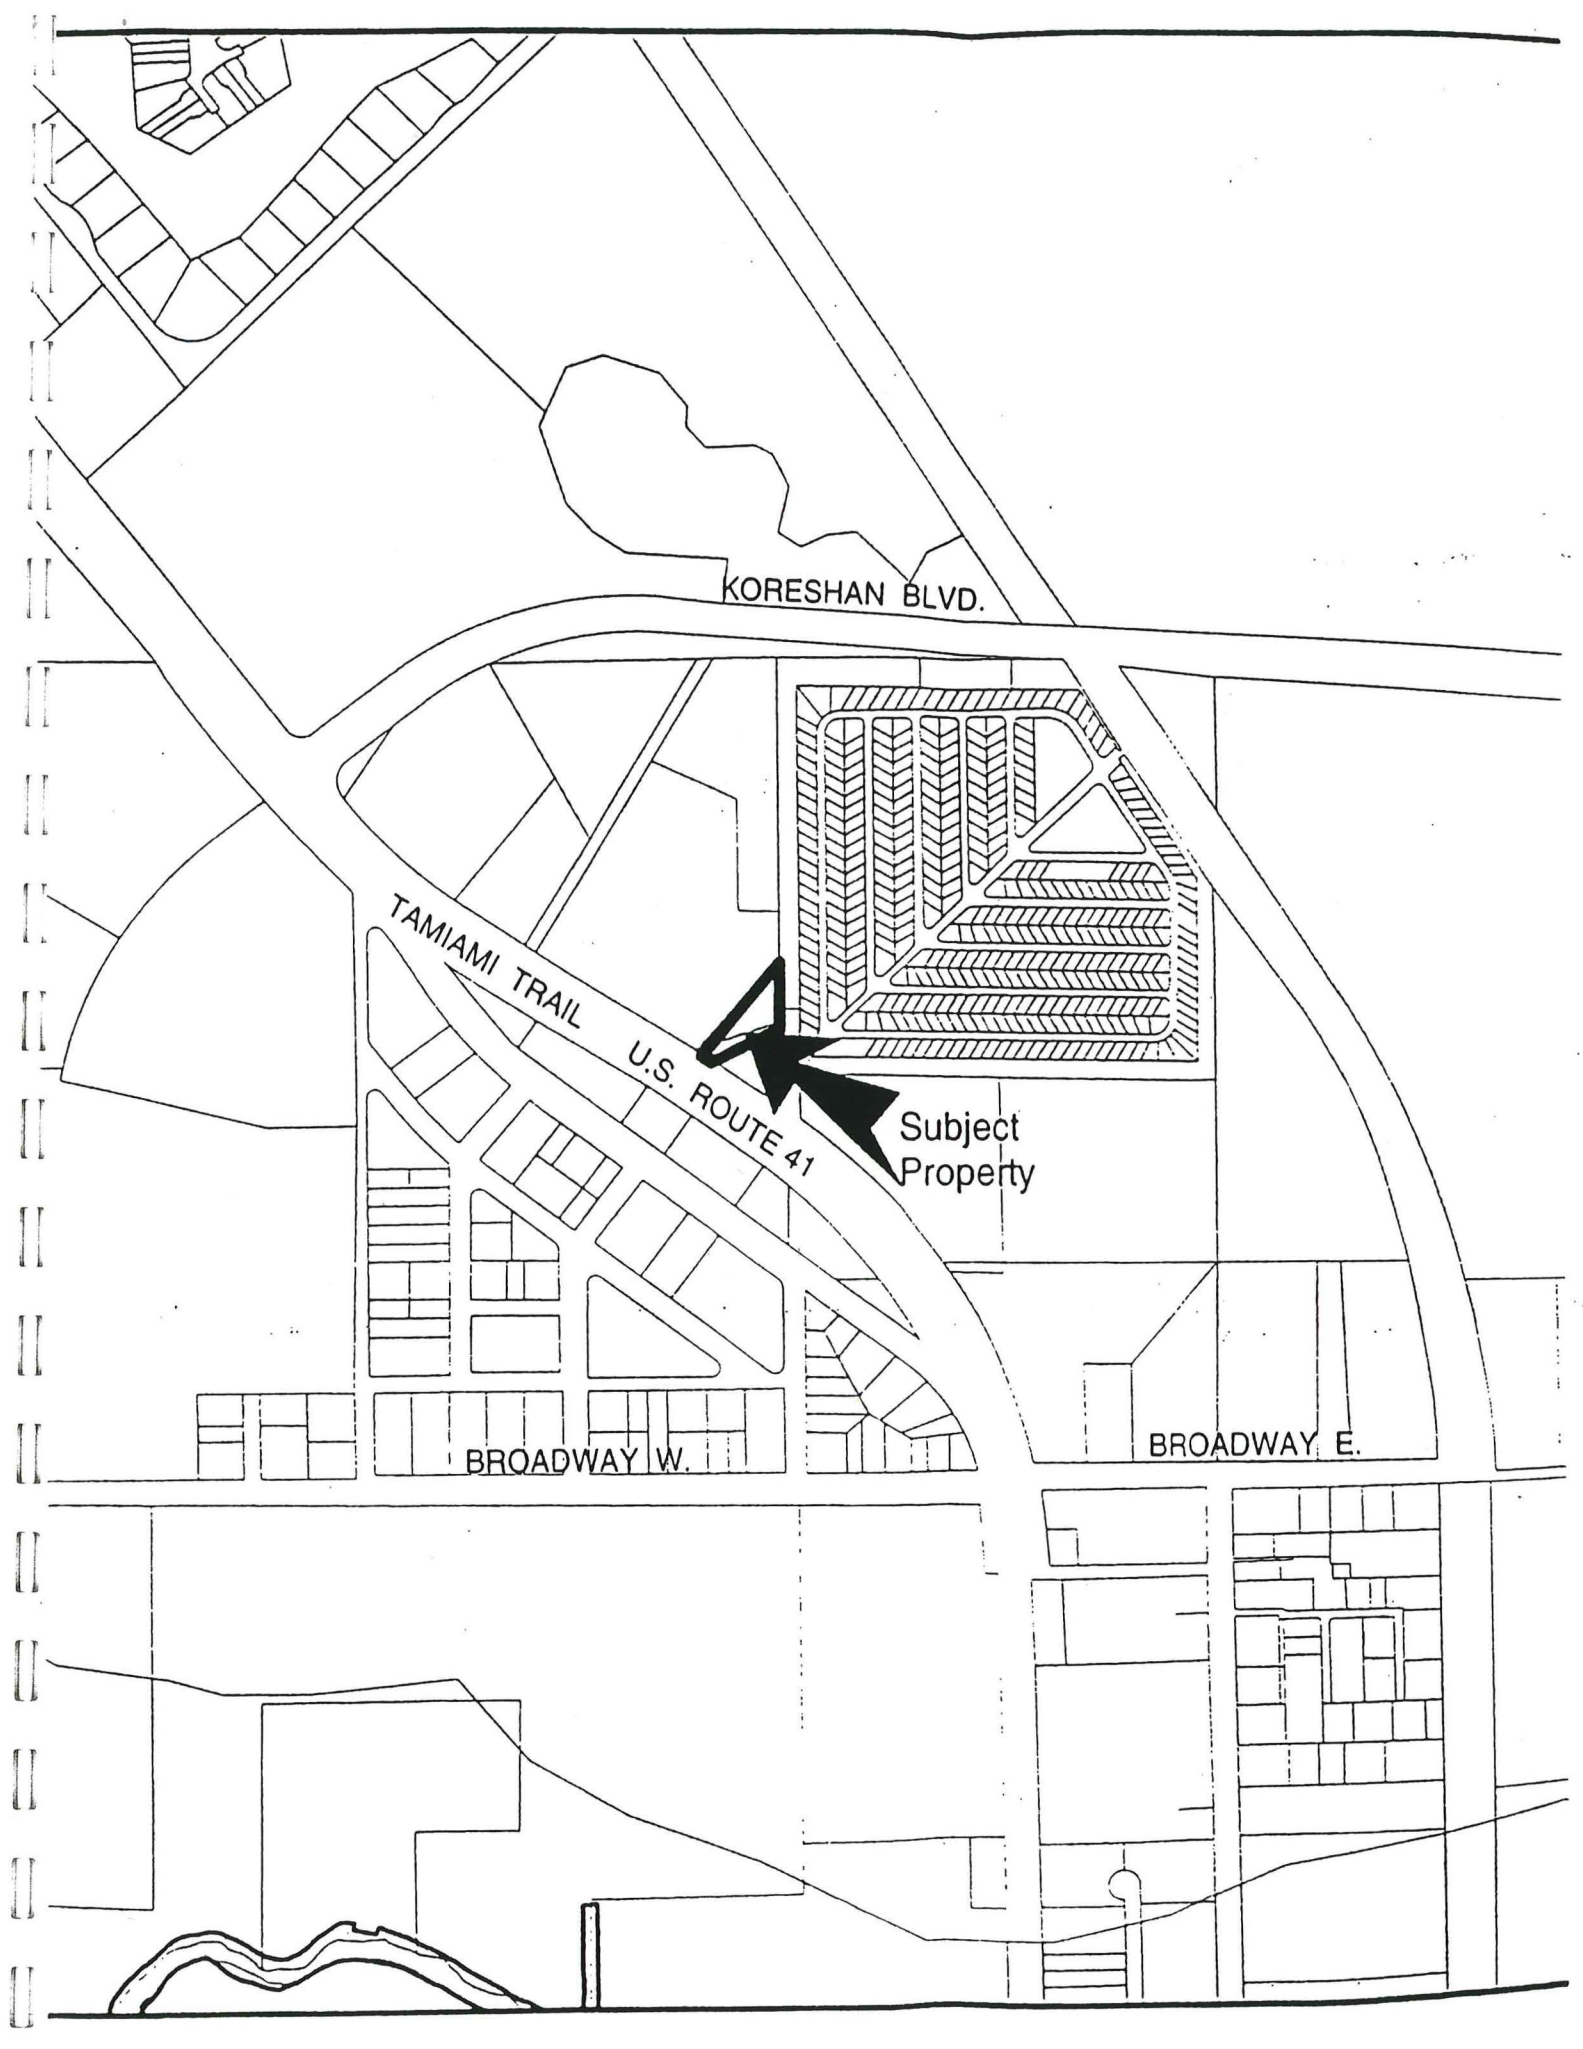 KORESHAN BLVD.
TAMIAMI TRAIL
U.S. ROUTE 41
Subject
Property
BROADWAY W.
BROADWAY E.